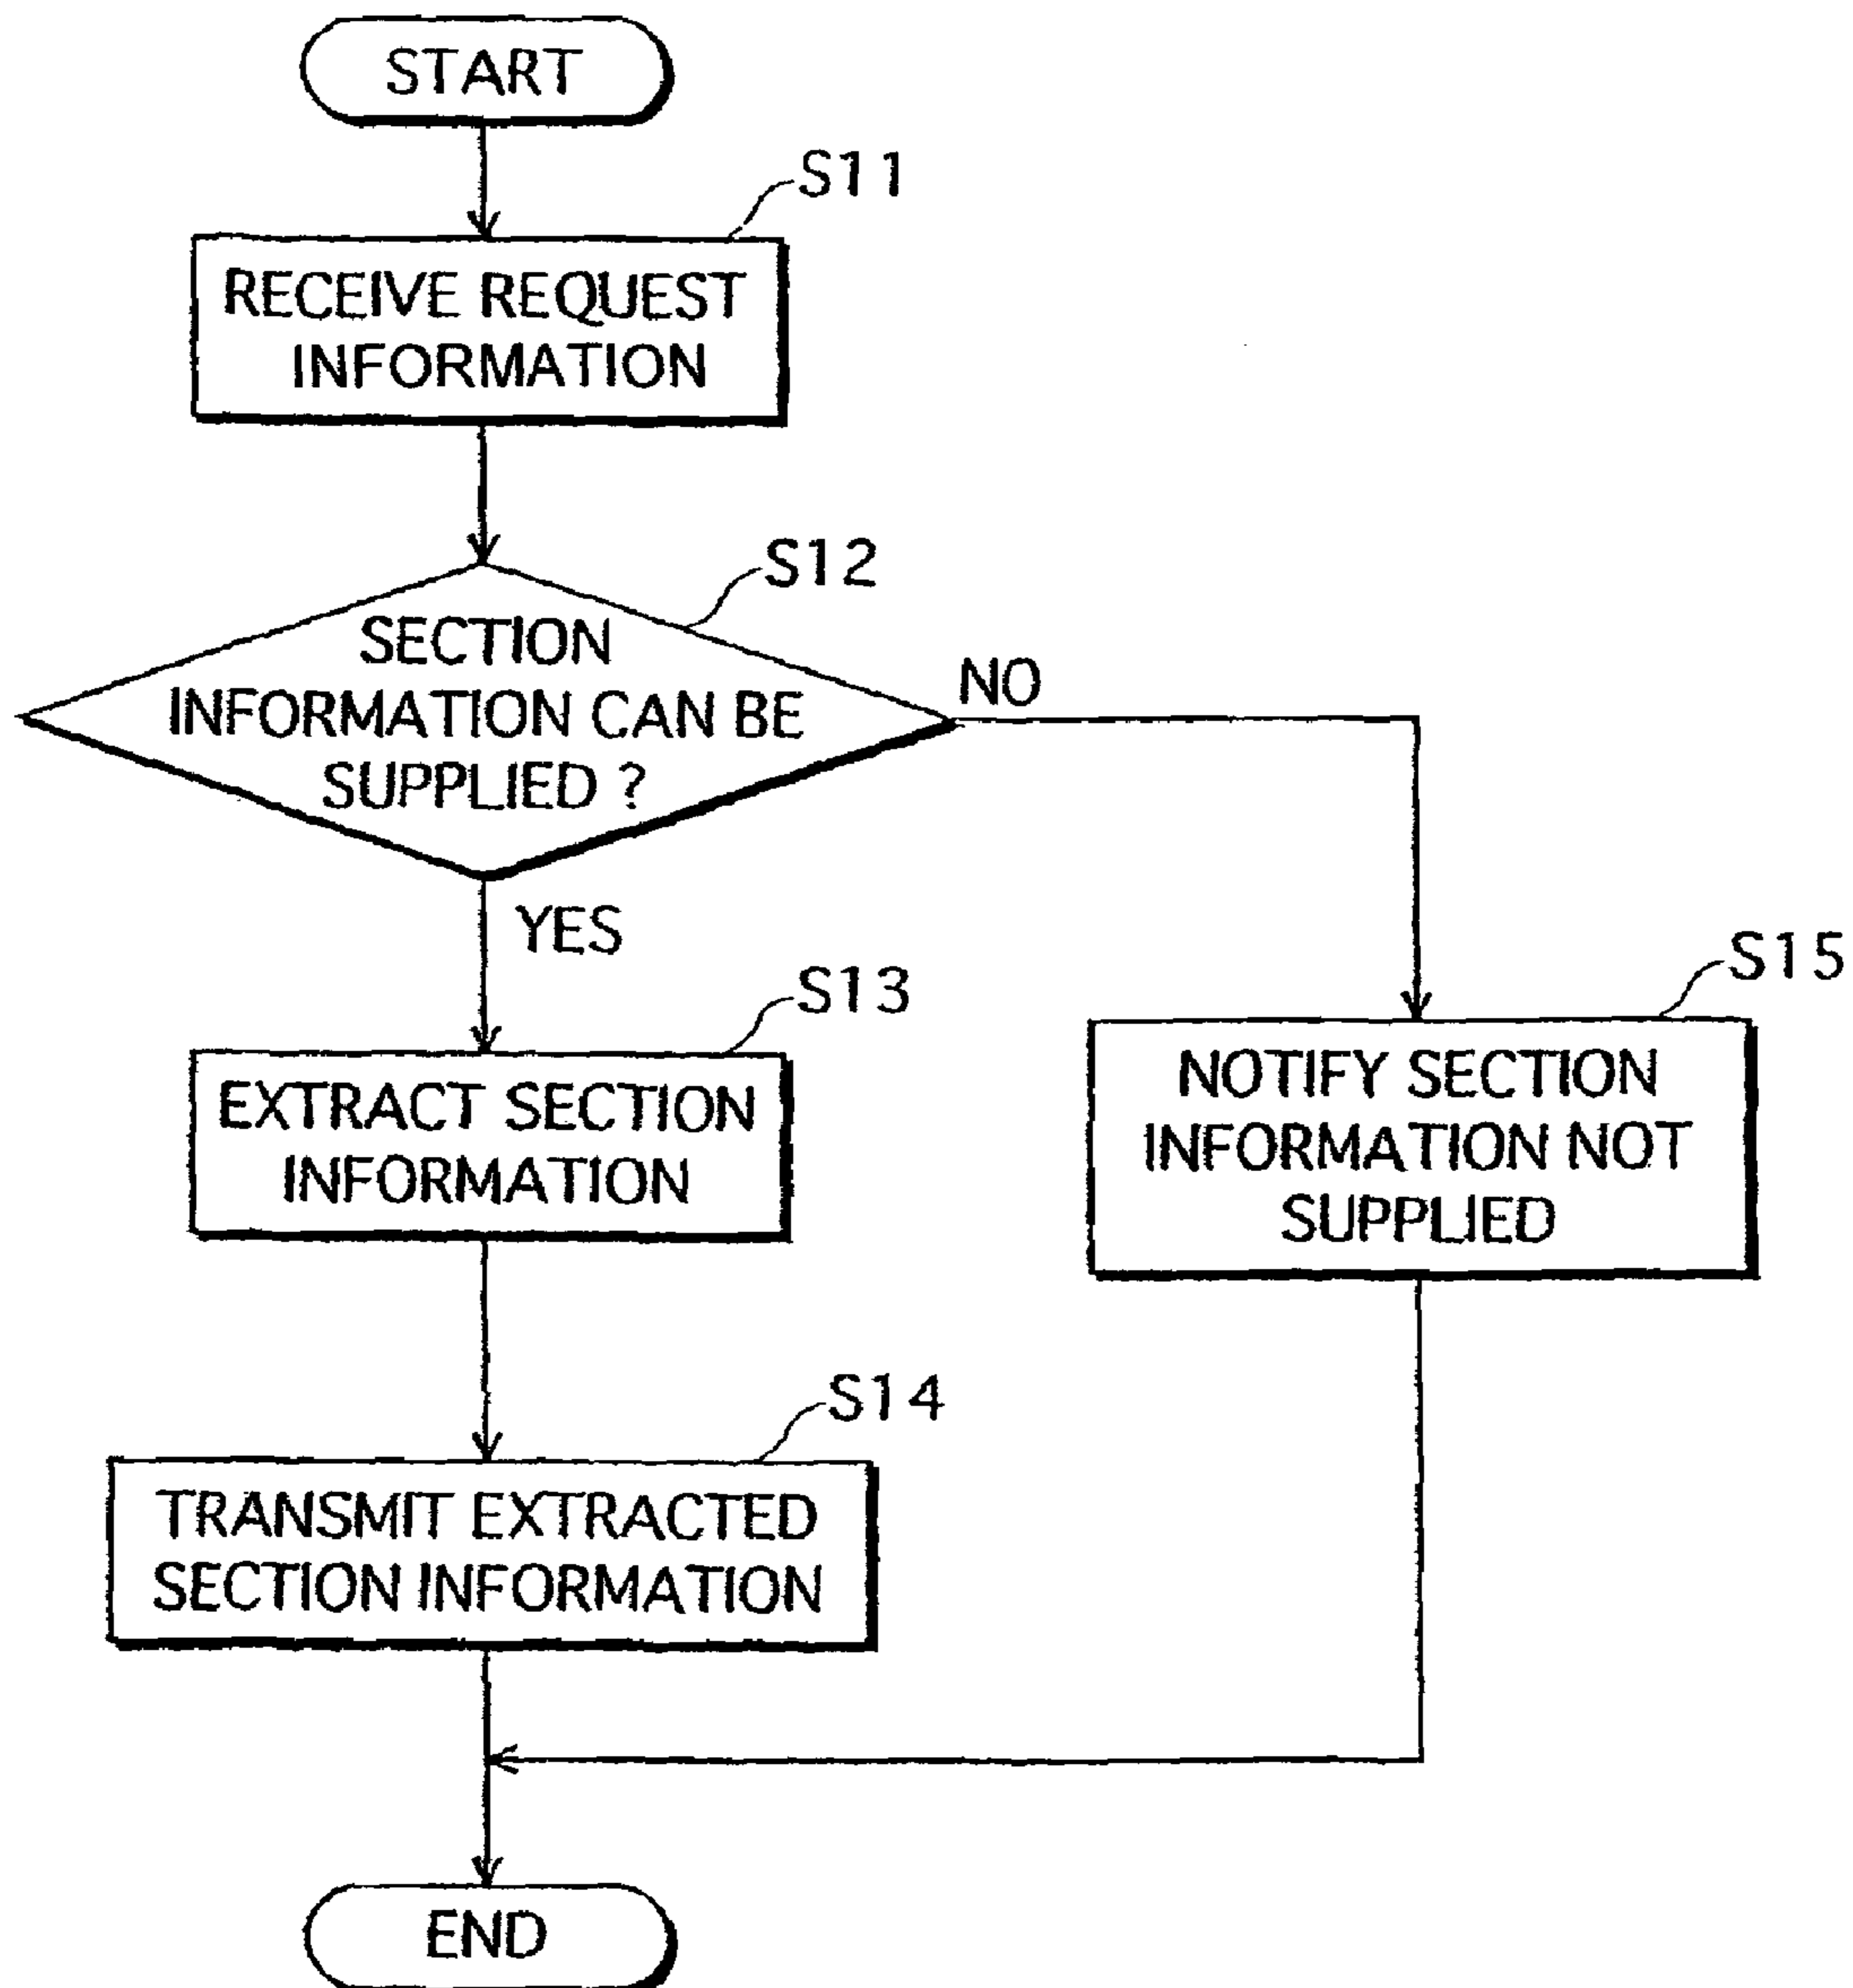 START
S11
RECEIVE REQUEST
INFORMATION
S12
SECTION
INFORMATION CAN BE
SUPPLIED ?
NO
YES
S13
EXTRACT SECTION
INFORMATION
S15
NOTIFY SECTION
INFORMATION NOT
SUPPLIED
S14
TRANSMIT EXTRACTED
SECTION INFORMATION
END